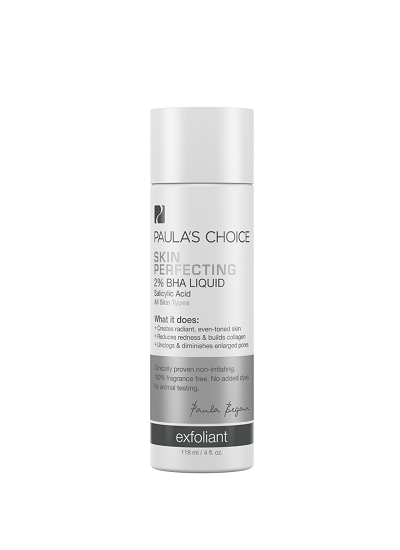 PAULA'S CHOICE
SKIN
PERFECTING
2% BHA LIQUID
Salicylic Acid
All Skin Types
What it does:
• Creates radiant, even-toned skin
• Reduces redness & builds collagen
• Unclogs & diminishes enlarged pores
Clinically proven non-irritating.
100% fragrance free. No added dyes.
No animal testing.
Paula Begoun
exfoliant
118 ml / 4 fl. oz.